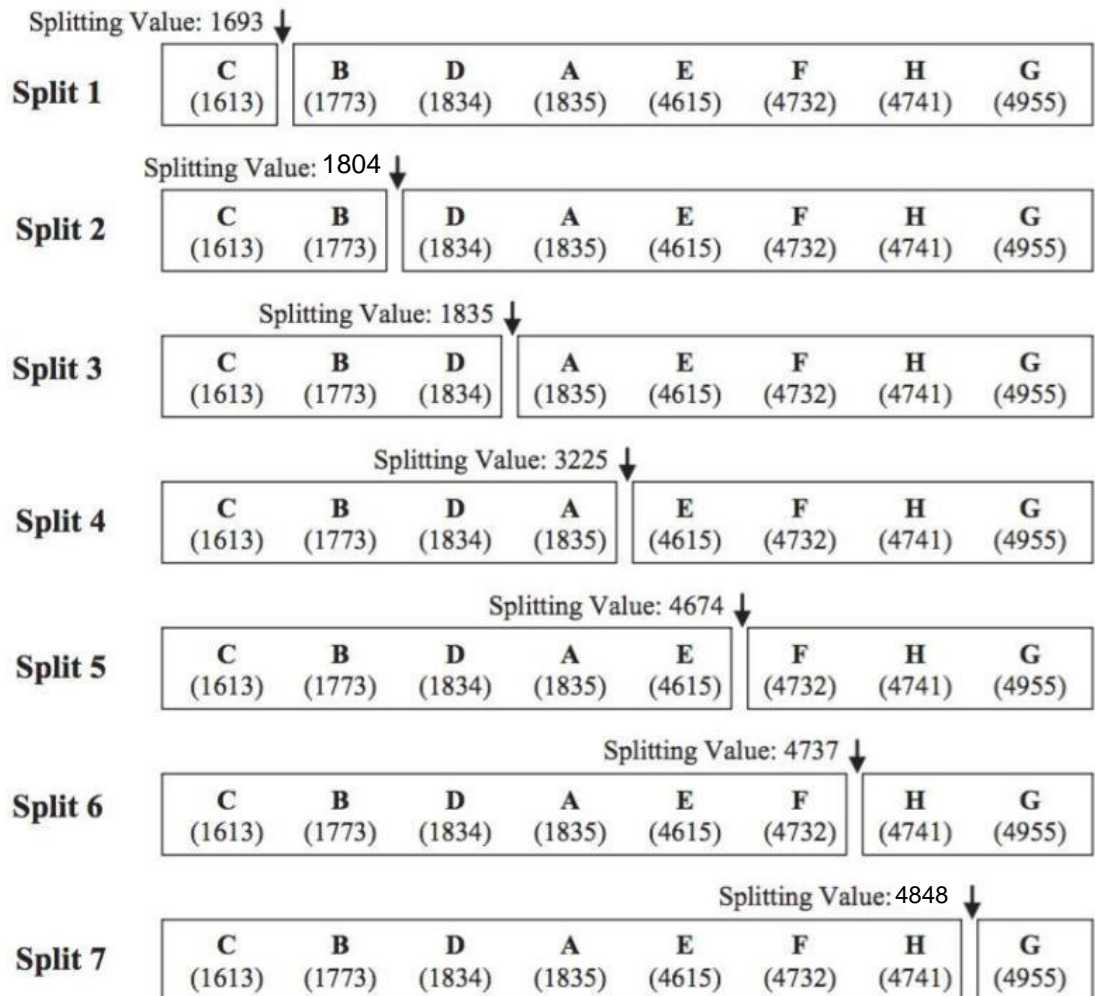 Splitting Value: 1693
Split 1
C B D A E F H G
(1613) (1773) (1834) (1835) (4615) (4732) (4741) (4955)
Splitting Value: 1804
Split 2
C B D A E F H G
(1613) (1773) (1834) (1835) (4615) (4732) (4741) (4955)
Splitting Value: 1835
Split 3
C B D A E F H G
(1613) (1773) (1834) (1835) (4615) (4732) (4741) (4955)
Splitting Value: 3225
Split 4
C B D A E F H G
(1613) (1773) (1834) (1835) (4615) (4732) (4741) (4955)
Splitting Value: 4674
Split 5
C B D A E F H G
(1613) (1773) (1834) (1835) (4615) (4732) (4741) (4955)
Splitting Value: 4737
Split 6
C B D A E F H G
(1613) (1773) (1834) (1835) (4615) (4732) (4741) (4955)
Splitting Value: 4848
Split 7
C B D A E F H G
(1613) (1773) (1834) (1835) (4615) (4732) (4741) (4955)